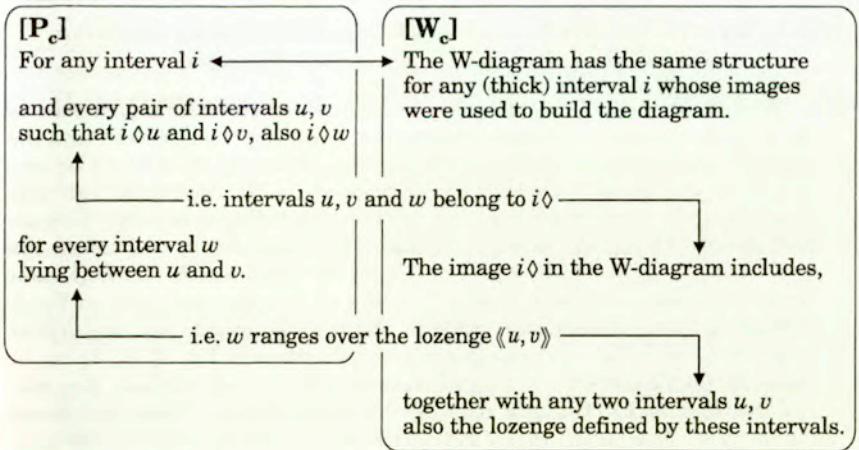 [P_c]
For any interval i
and every pair of intervals u, v
such that i ◊ u and i ◊ v, also i ◊ w
i.e. intervals u, v and w belong to i ◊
for every interval w
lying between u and v.
i.e. w ranges over the lozenge ⟪u, v⟫
[W_c]
The W-diagram has the same structure
for any (thick) interval i whose images
were used to build the diagram.
The image i ◊ in the W-diagram includes,
together with any two intervals u, v
also the lozenge defined by these intervals.